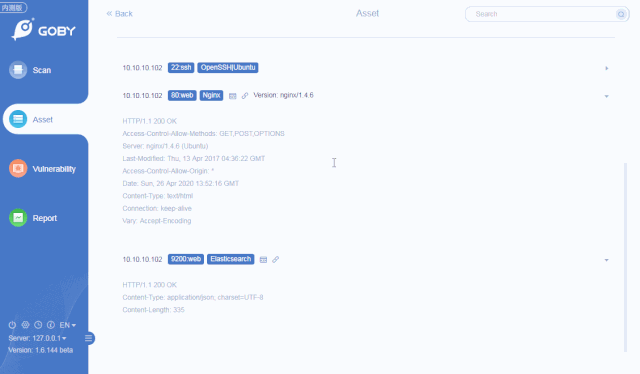 内测版
GOBY
Scan
Asset
Vulnerability
Report
EN
Server: 127.0.0.1
Version: 1.6.144 beta
Back
Asset
Search
10.10.10.102 22:ssh OpenSSH|Ubuntu
10.10.10.102 80:web Nginx Version: nginx/1.4.6
HTTP/1.1 200 OK
Access-Control-Allow-Methods: GET,POST,OPTIONS
Server: nginx/1.4.6 (Ubuntu)
Last-Modified: Thu, 13 Apr 2017 04:36:22 GMT
Access-Control-Allow-Origin: *
Date: Sun, 26 Apr 2020 13:52:16 GMT
Content-Type: text/html
Connection: keep-alive
Vary: Accept-Encoding
10.10.10.102 9200:web Elasticsearch
HTTP/1.1 200 OK
Content-Type: application/json; charset=UTF-8
Content-Length: 335